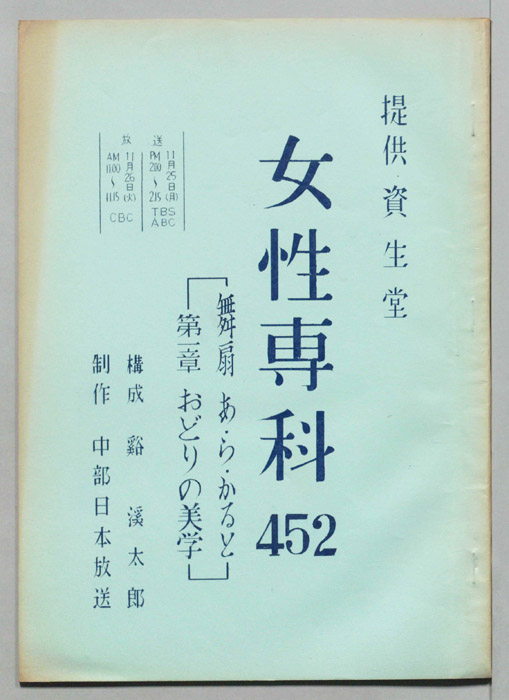 提供・資生堂
女性専科452
舞扇 あ・ら・かると
第一章 おどりの美学
放送
11月25日(月)
PM 2.00～2.15
TBS
ABC
11月26日(火)
AM 11.00～11.15
CBC
構成 谿 溪太郎
制作 中部日本放送